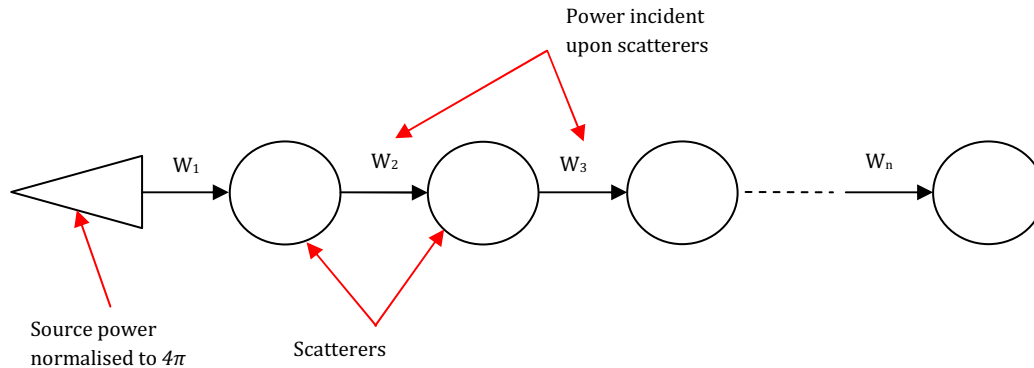 Power incident
upon scatterers
W₁
W₂
W₃
Wₙ
Source power
normalised to 4π
Scatterers